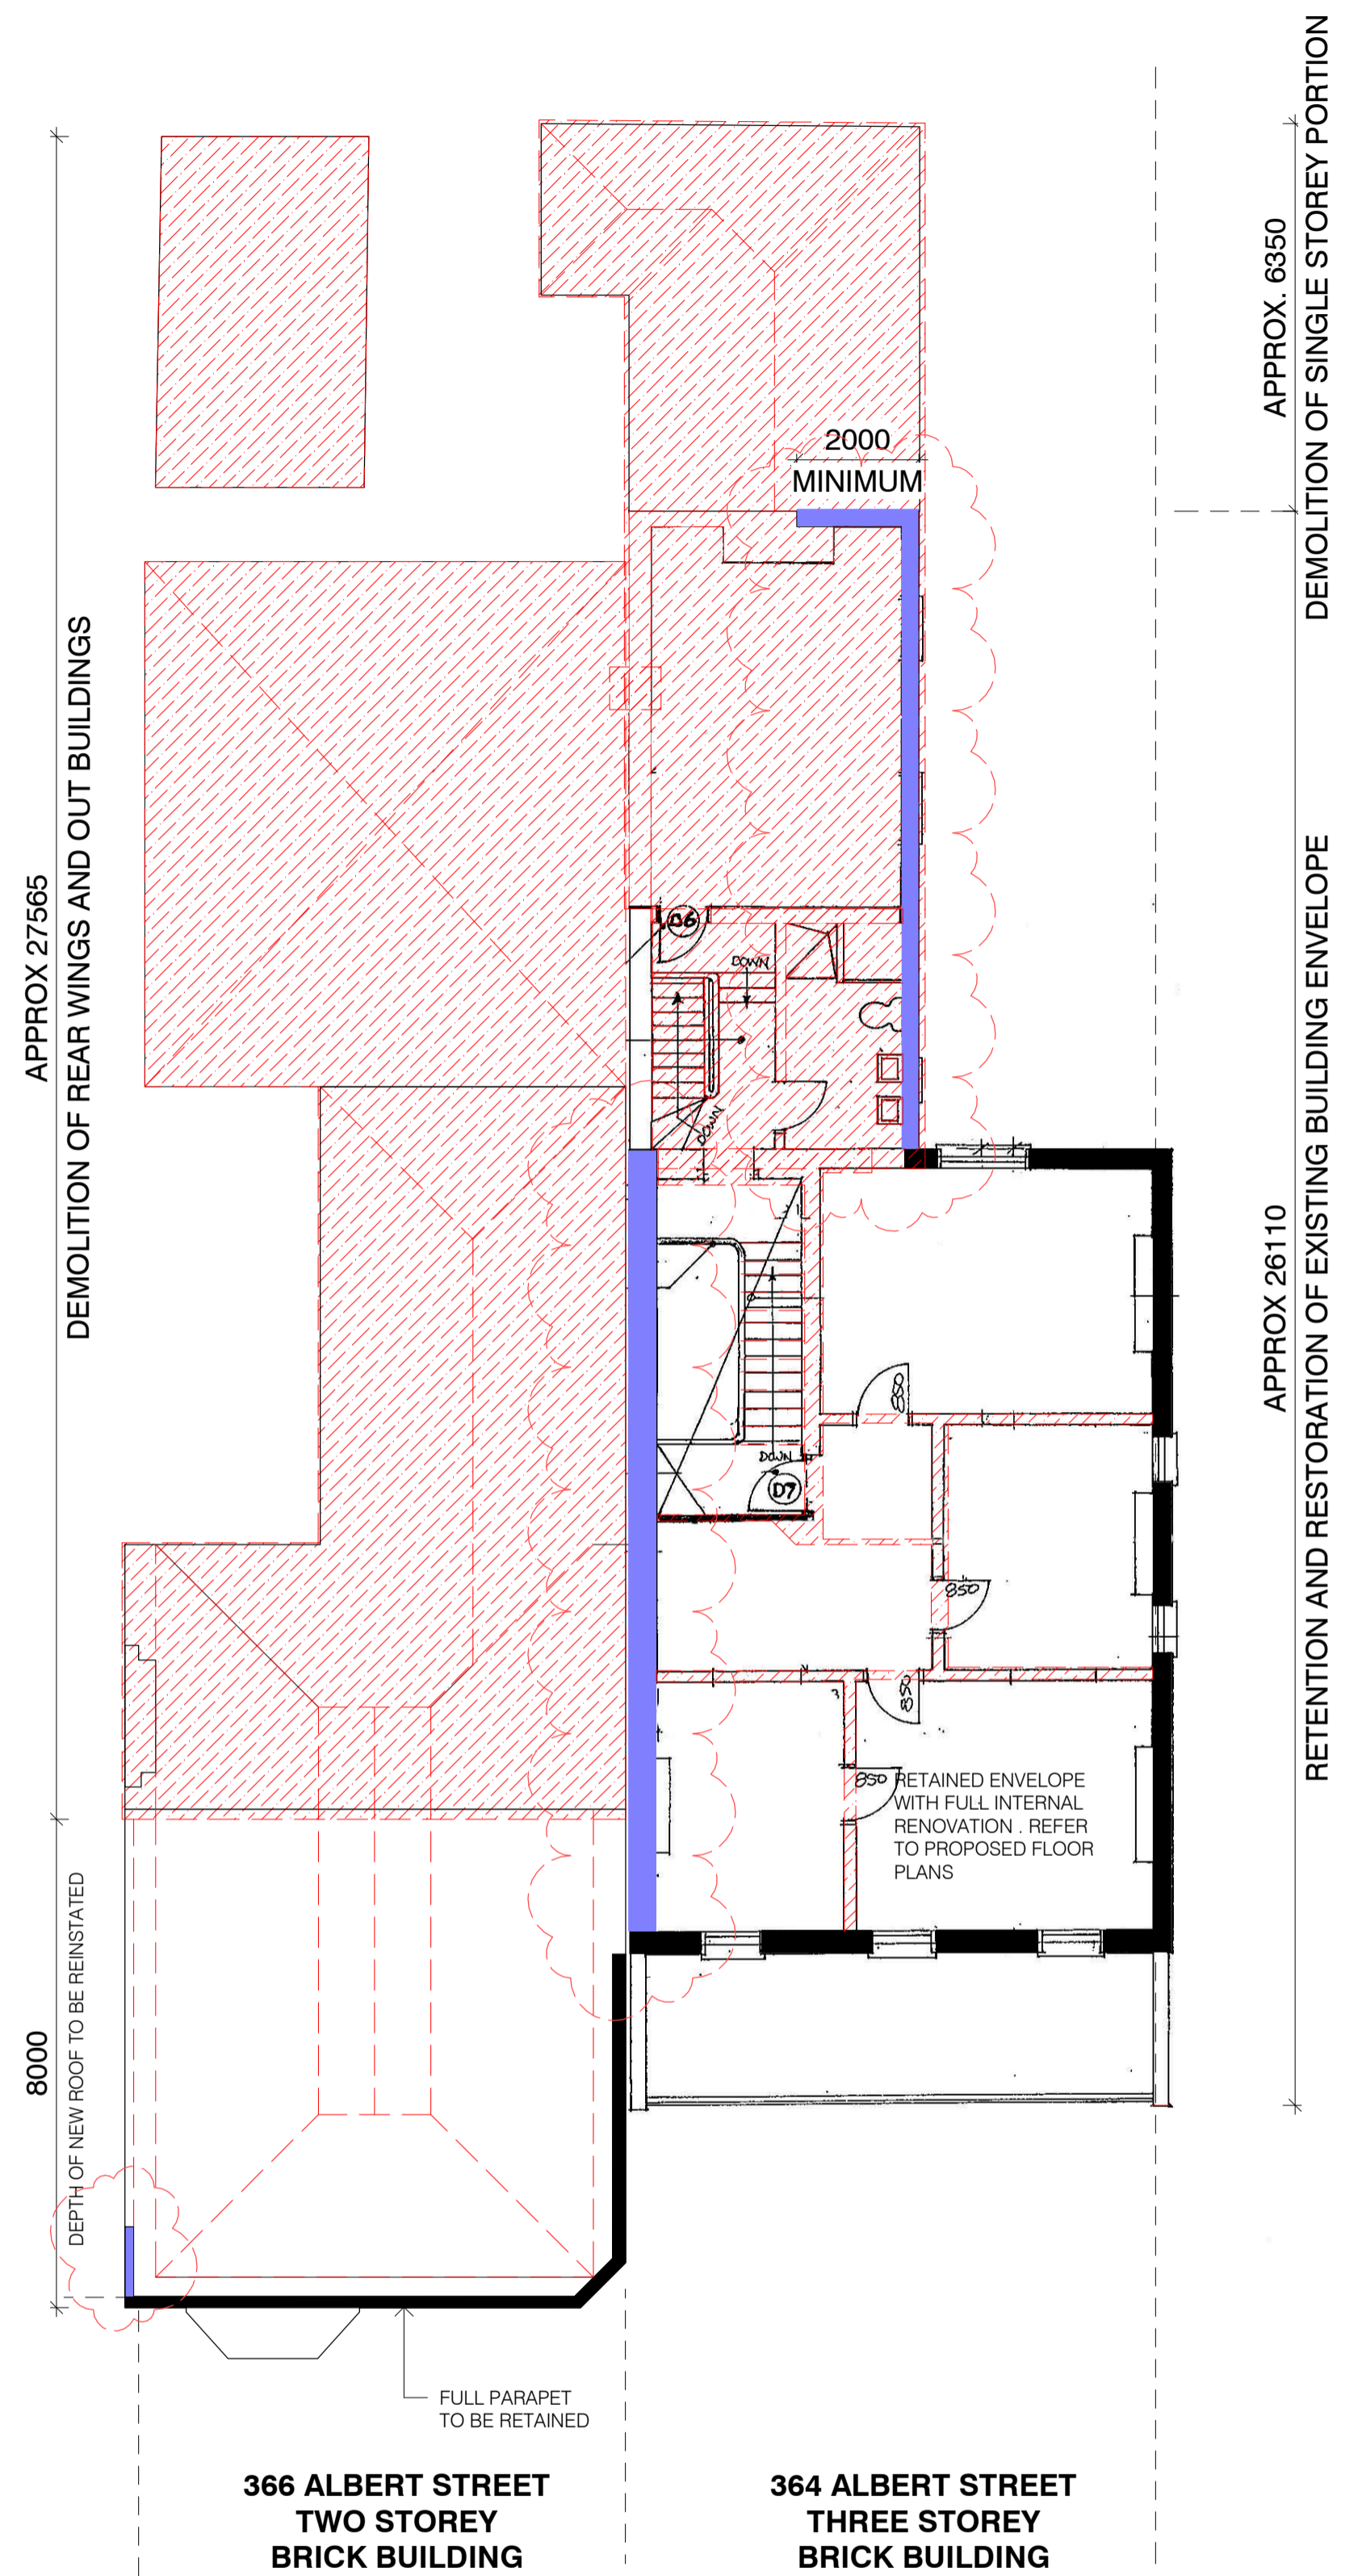 APPROX. 6350
DEMOLITION OF SINGLE STOREY PORTION
2000
MINIMUM
APPROX 27565
DEMOLITION OF REAR WINGS AND OUT BUILDINGS
D6
DOWN
DOWN
APPROX 26110
RETENTION AND RESTORATION OF EXISTING BUILDING ENVELOPE
850
DOWN
D7
850
850
850
RETAINED ENVELOPE
WITH FULL INTERNAL
RENOVATION . REFER
TO PROPOSED FLOOR
PLANS
8000
DEPTH OF NEW ROOF TO BE REINSTATED
FULL PARAPET
TO BE RETAINED
366 ALBERT STREET
TWO STOREY
BRICK BUILDING
364 ALBERT STREET
THREE STOREY
BRICK BUILDING